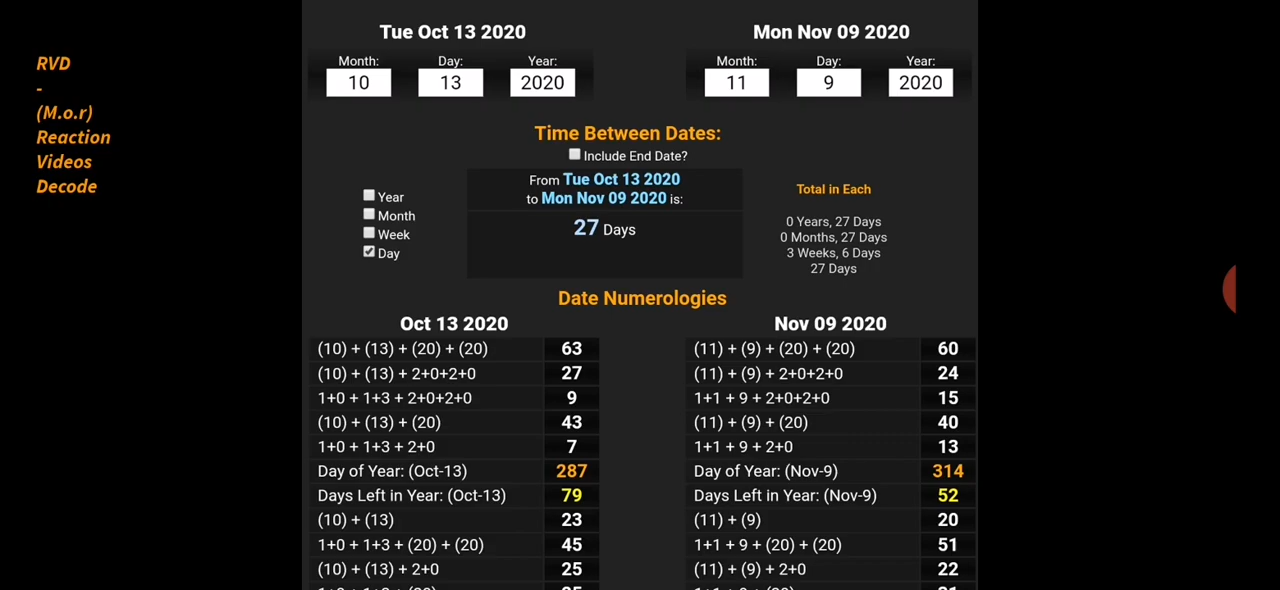 RVD
-
(M.o.r)
Reaction
Videos
Decode
Tue Oct 13 2020
Mon Nov 09 2020
Month: Day: Year:
10 13 2020
Month: Day: Year:
11 9 2020
Time Between Dates:
Include End Date?
Year
Month
Week
Day
From Tue Oct 13 2020
to Mon Nov 09 2020 is:
27 Days
Total in Each
0 Years, 27 Days
0 Months, 27 Days
3 Weeks, 6 Days
27 Days
Date Numerologies
Oct 13 2020
(10) + (13) + (20) + (20) 63
(10) + (13) + 2+0+2+0 27
1+0 + 1+3 + 2+0+2+0 9
(10) + (13) + (20) 43
1+0 + 1+3 + 2+0 7
Day of Year: (Oct-13) 287
Days Left in Year: (Oct-13) 79
(10) + (13) 23
1+0 + 1+3 + (20) + (20) 45
(10) + (13) + 2+0 25
Nov 09 2020
(11) + (9) + (20) + (20) 60
(11) + (9) + 2+0+2+0 24
1+1 + 9 + 2+0+2+0 15
(11) + (9) + (20) 40
1+1 + 9 + 2+0 13
Day of Year: (Nov-9) 314
Days Left in Year: (Nov-9) 52
(11) + (9) 20
1+1 + 9 + (20) + (20) 51
(11) + (9) + 2+0 22